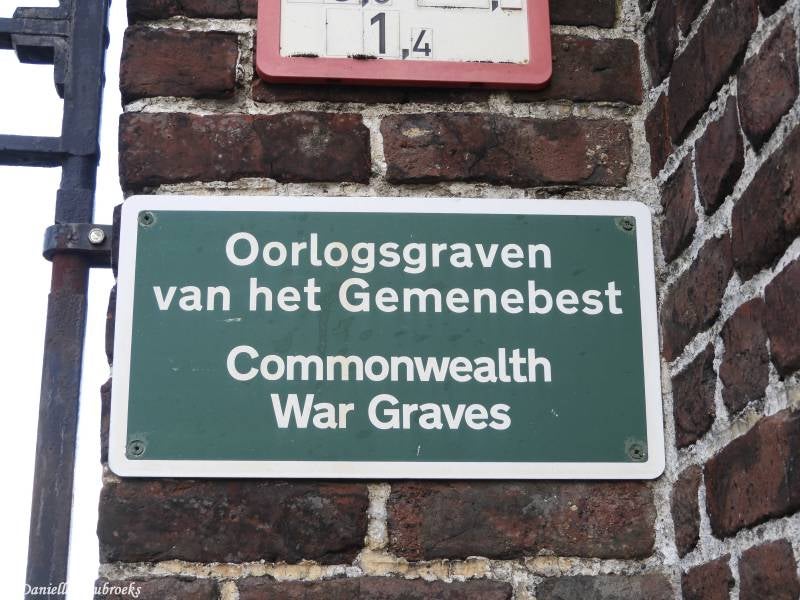 1,4
Oorlogsgraven
van het Gemenebest
Commonwealth
War Graves